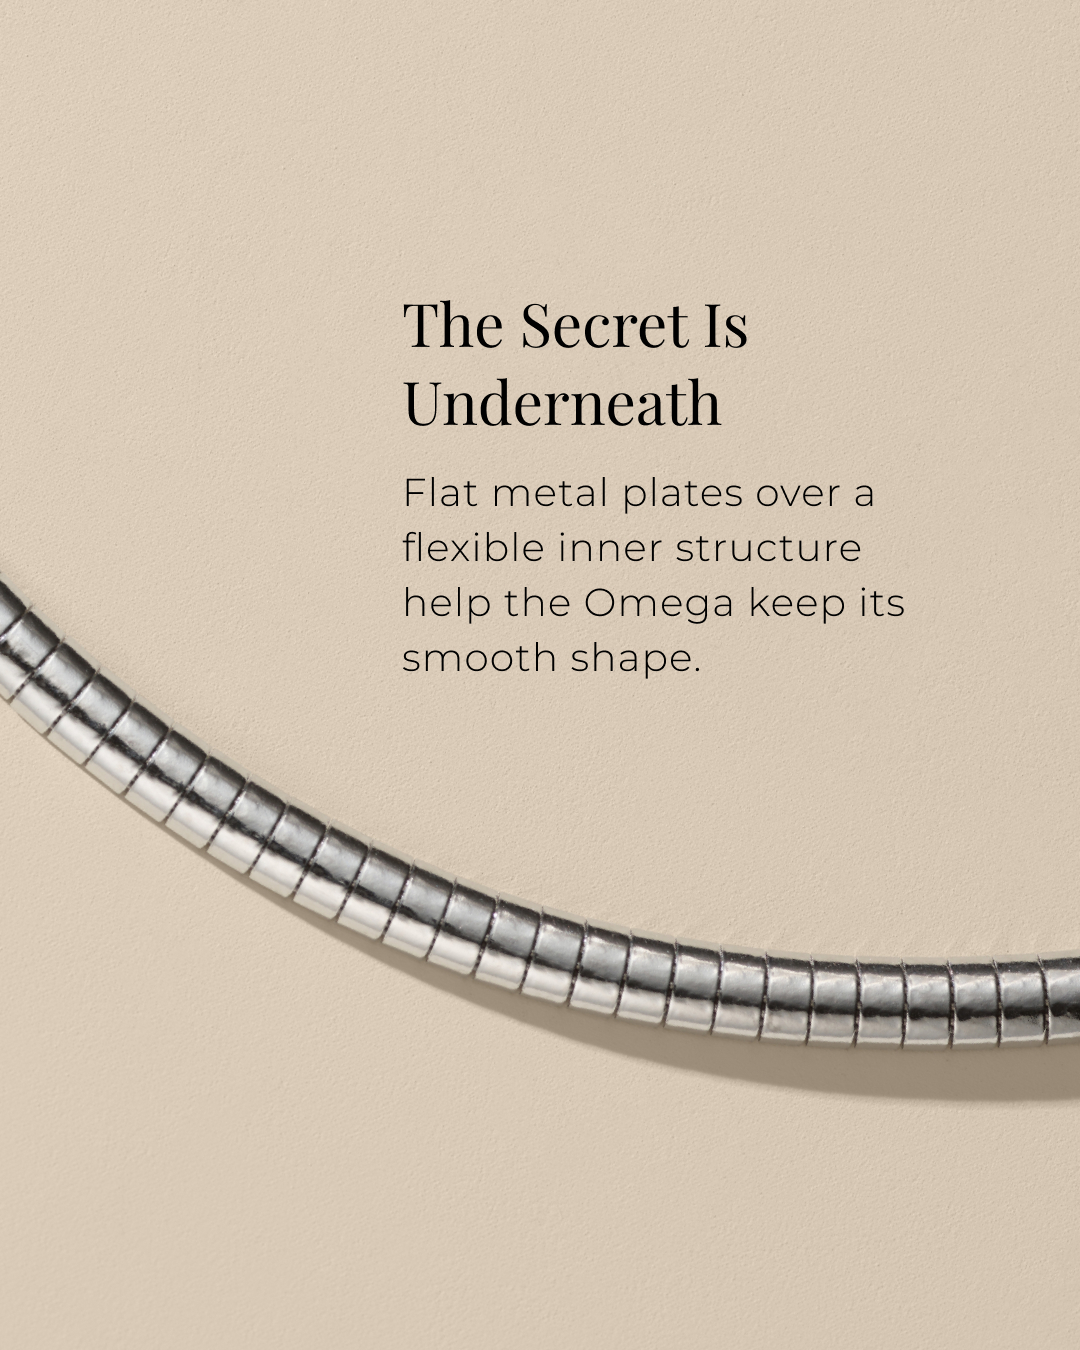 The Secret Is
Underneath
Flat metal plates over a
flexible inner structure
help the Omega keep its
smooth shape.